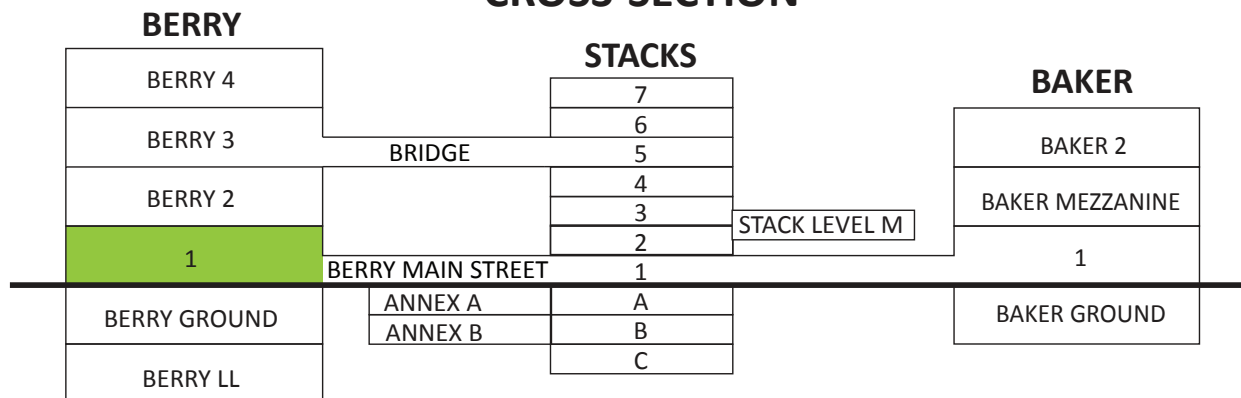 CROSS-SECTION
BERRY
BERRY 4
BERRY 3
BERRY 2
1
BERRY GROUND
BERRY LL
BRIDGE
BERRY MAIN STREET
ANNEX A
ANNEX B
STACKS
7
6
5
4
3
2
1
A
B
C
STACK LEVEL M
BAKER
BAKER 2
BAKER MEZZANINE
1
BAKER GROUND